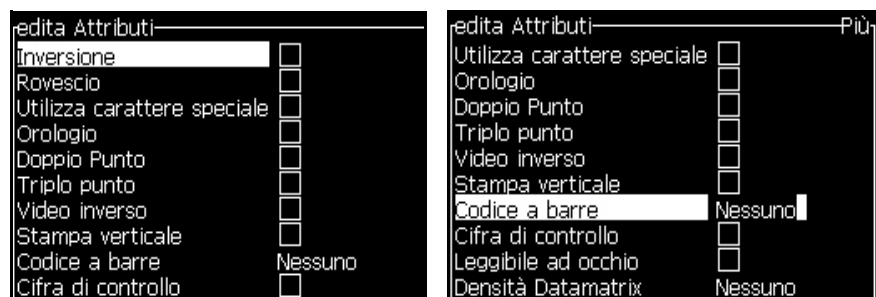 edita Attributi
Inversione
Rovescio
Utilizza carattere speciale
Orologio
Doppio Punto
Triplo punto
Video inverso
Stampa verticale
Codice a barre Nessuno
Cifra di controllo
edita Attributi Più
Utilizza carattere speciale
Orologio
Doppio Punto
Triplo punto
Video inverso
Stampa verticale
Codice a barre Nessuno
Cifra di controllo
Leggibile ad occhio
Densità Datamatrix Nessuno